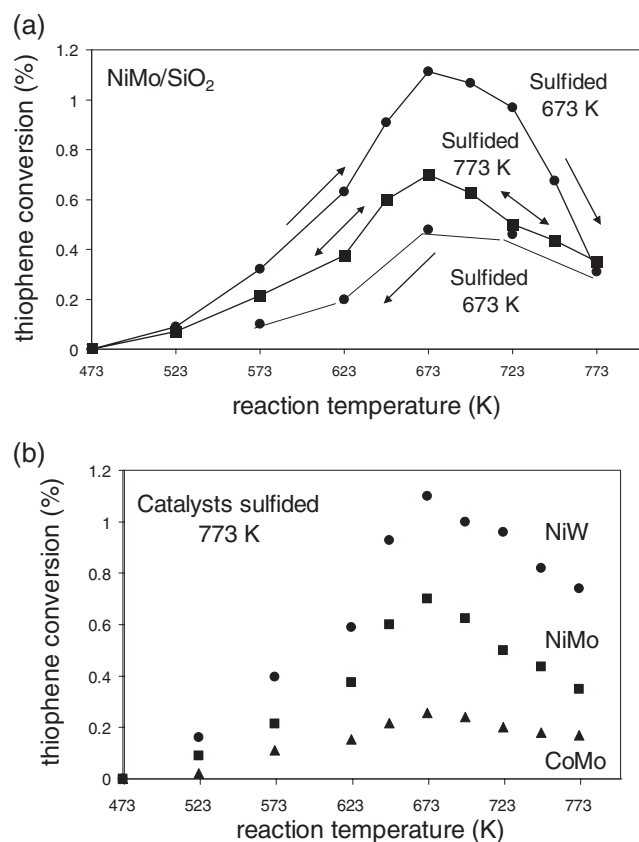 (a)
thiophene conversion (%)
1.2
1
0.8
0.6
0.4
0.2
0
NiMo/SiO₂
Sulfided
673 K
Sulfided
773 K
Sulfided
673 K
473 523 573 623 673 723 773
reaction temperature (K)
(b)
thiophene conversion (%)
1.2
1
0.8
0.6
0.4
0.2
0
Catalysts sulfided
773 K
NiW
NiMo
CoMo
473 523 573 623 673 723 773
reaction temperature (K)